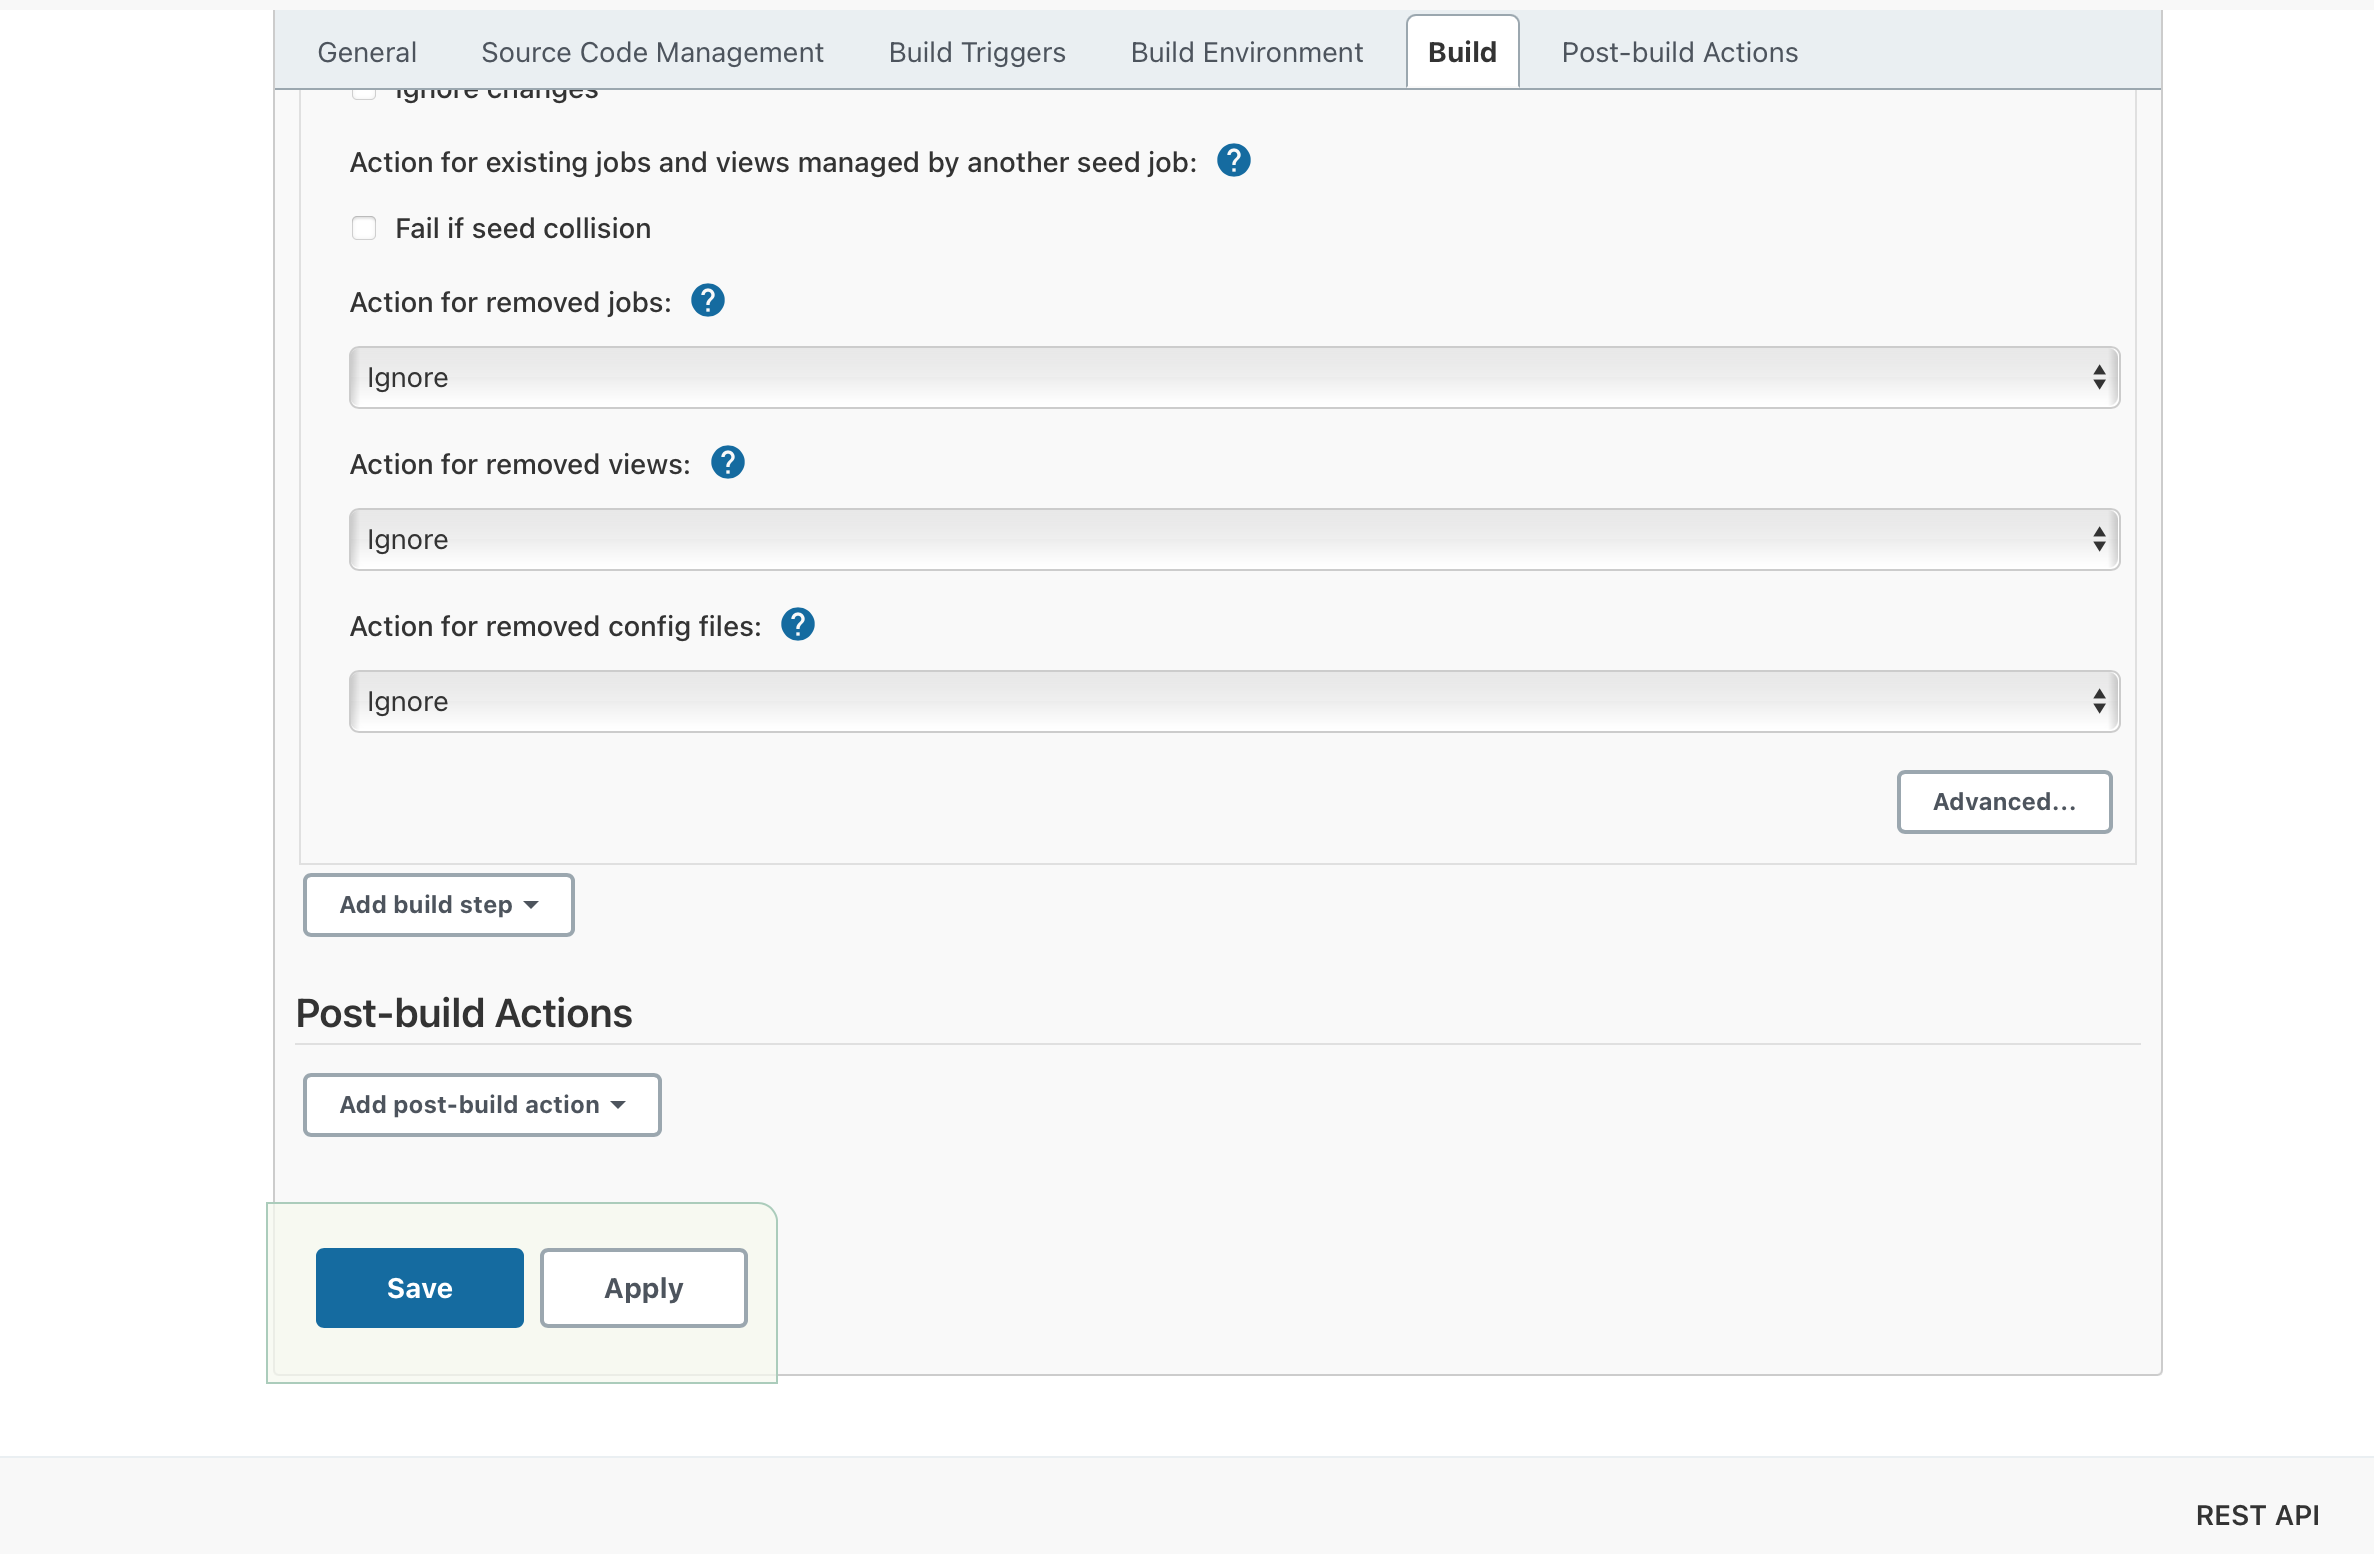 General Source Code Management Build Triggers Build Environment Build Post-build Actions
Ignore changes
Action for existing jobs and views managed by another seed job: ?
Fail if seed collision
Action for removed jobs: ?
Ignore
Action for removed views: ?
Ignore
Action for removed config files: ?
Ignore
Advanced...
Add build step
Post-build Actions
Add post-build action
Save Apply
REST API